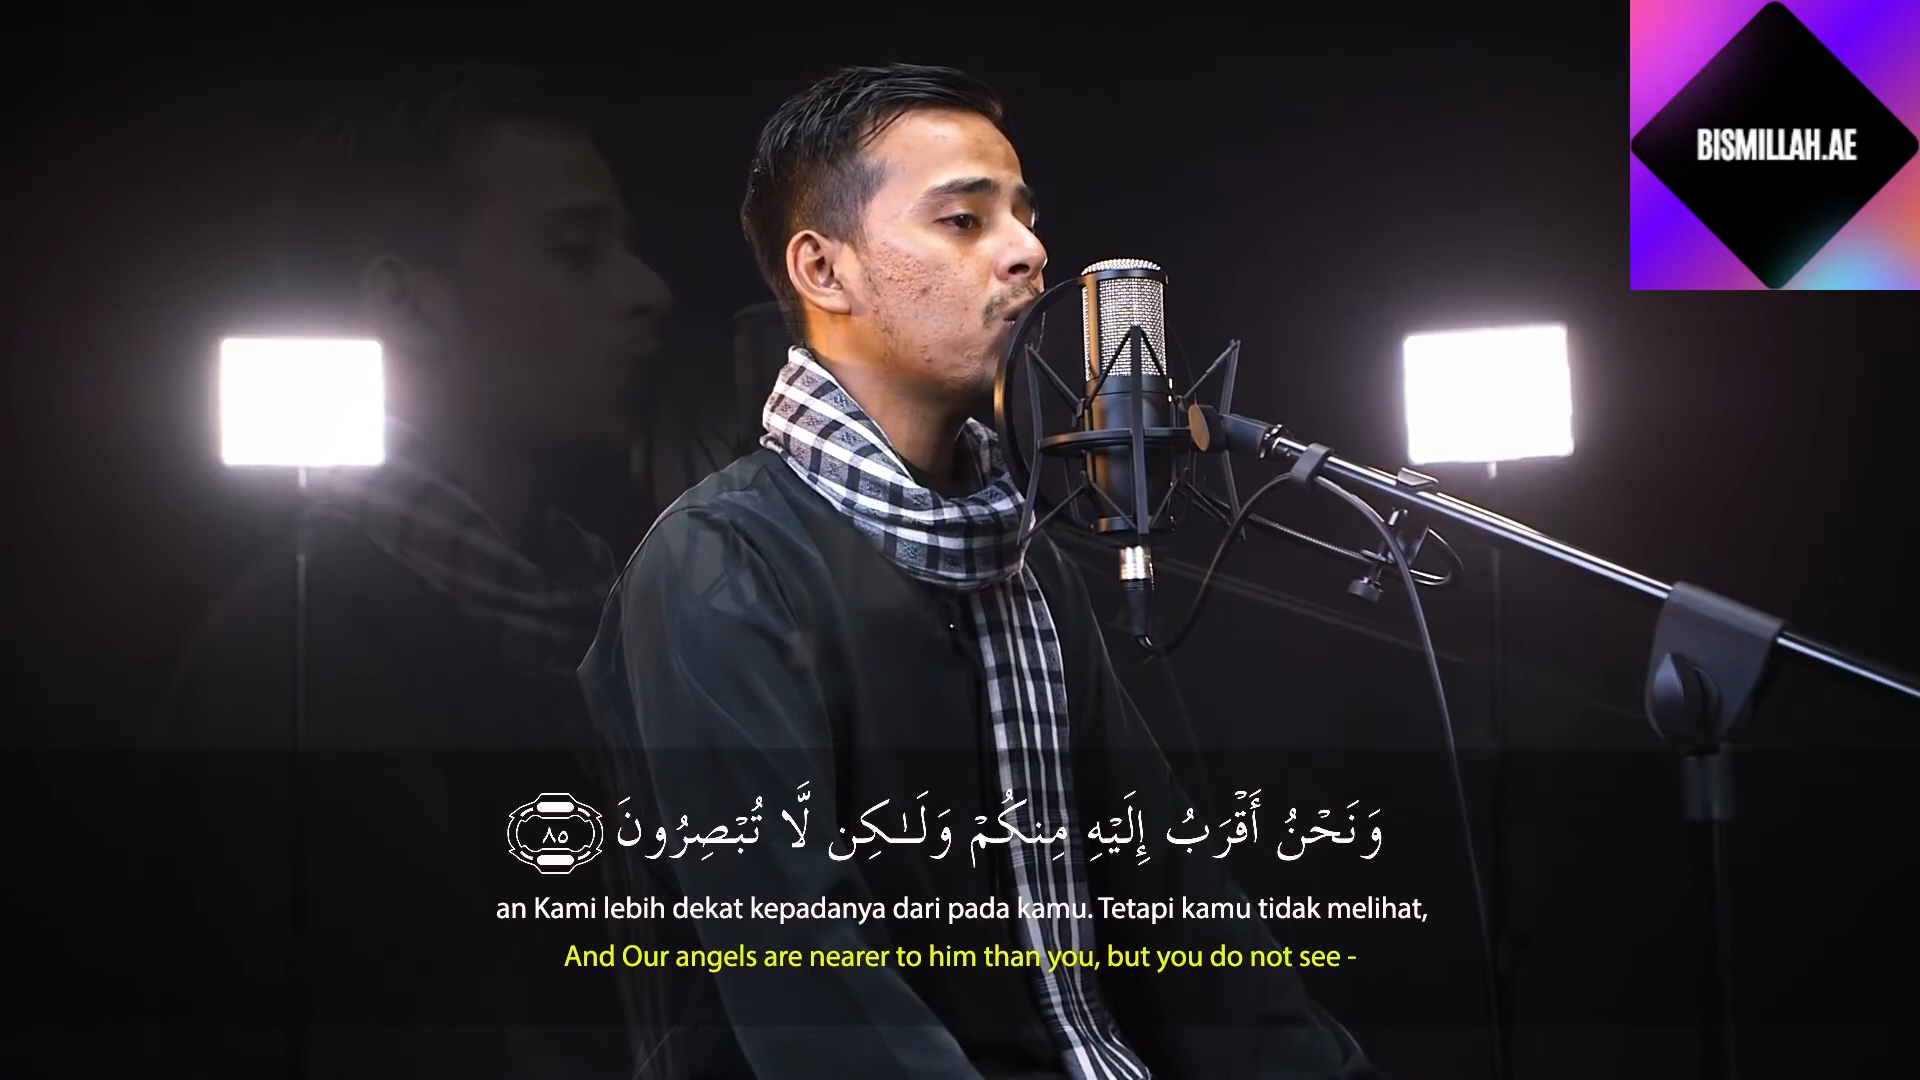 BISMILLAH.AE
وَنَحْنُ أَقْرَبُ إِلَيْهِ مِنكُمْ وَلَـٰكِن لَّا تُبْصِرُونَ ٨٥
an Kami lebih dekat kepadanya dari pada kamu. Tetapi kamu tidak melihat,
And Our angels are nearer to him than you, but you do not see -